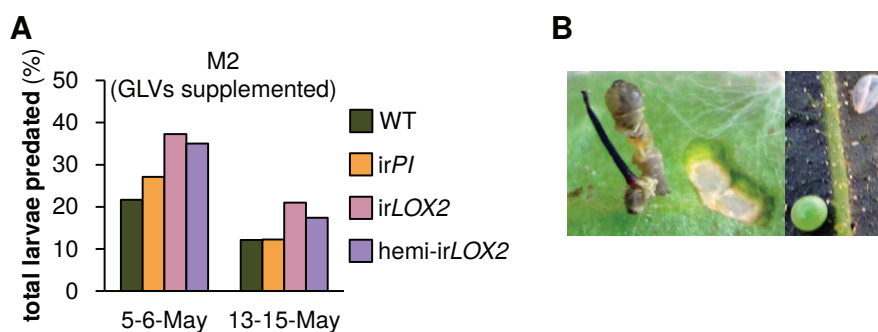 A
B
M2
(GLVs supplemented)
total larvae predated (%)
50
40
30
20
10
0
5-6-May 13-15-May
WT
irPI
irLOX2
hemi-irLOX2